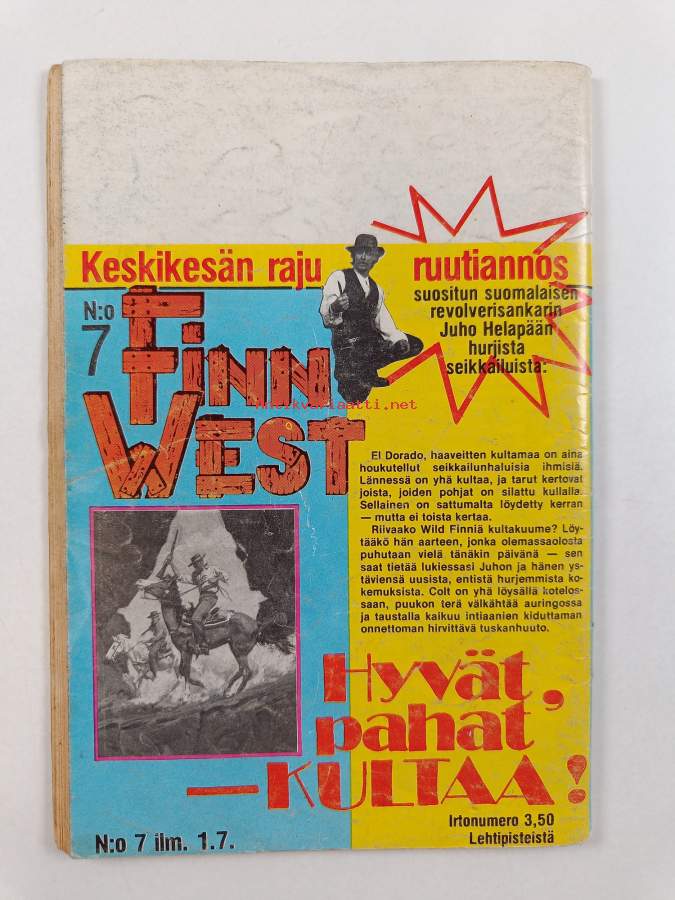 Keskikesän raju ruutiannos
suositun suomalaisen
revolverisankarin
Juho Helapään
hurjista
seikkailuista:
N:o
7
FINN
WEST
antikvariaatti.net
El Dorado, haaveitten kultamaa on aina
houkutellut seikkailunhaluisia ihmisiä.
Lännessä on yhä kultaa, ja tarut kertovat
joista, joiden pohjat on silattu kullalla.
Sellainen on sattumalta löydetty kerran
— mutta ei toista kertaa.
Riivaako Wild Finniä kultakuume? Löy-
tääkö hän aarteen, jonka olemassaolosta
puhutaan vielä tänäkin päivänä — sen
saat tietää lukiessasi Juhon ja hänen ys-
täviensä uusista, entistä hurjemmista ko-
kemuksista. Colt on yhä löysällä kotelos-
saan, puukon terä välkähtää auringossa
ja taustalla kaikuu intiaanien kiduttaman
onnettoman hirvittävä tuskanhuuto.
Hyvät,
pahat
—KULTAA!
Irtonumero 3,50
Lehtipisteistä
N:o 7 ilm. 1.7.